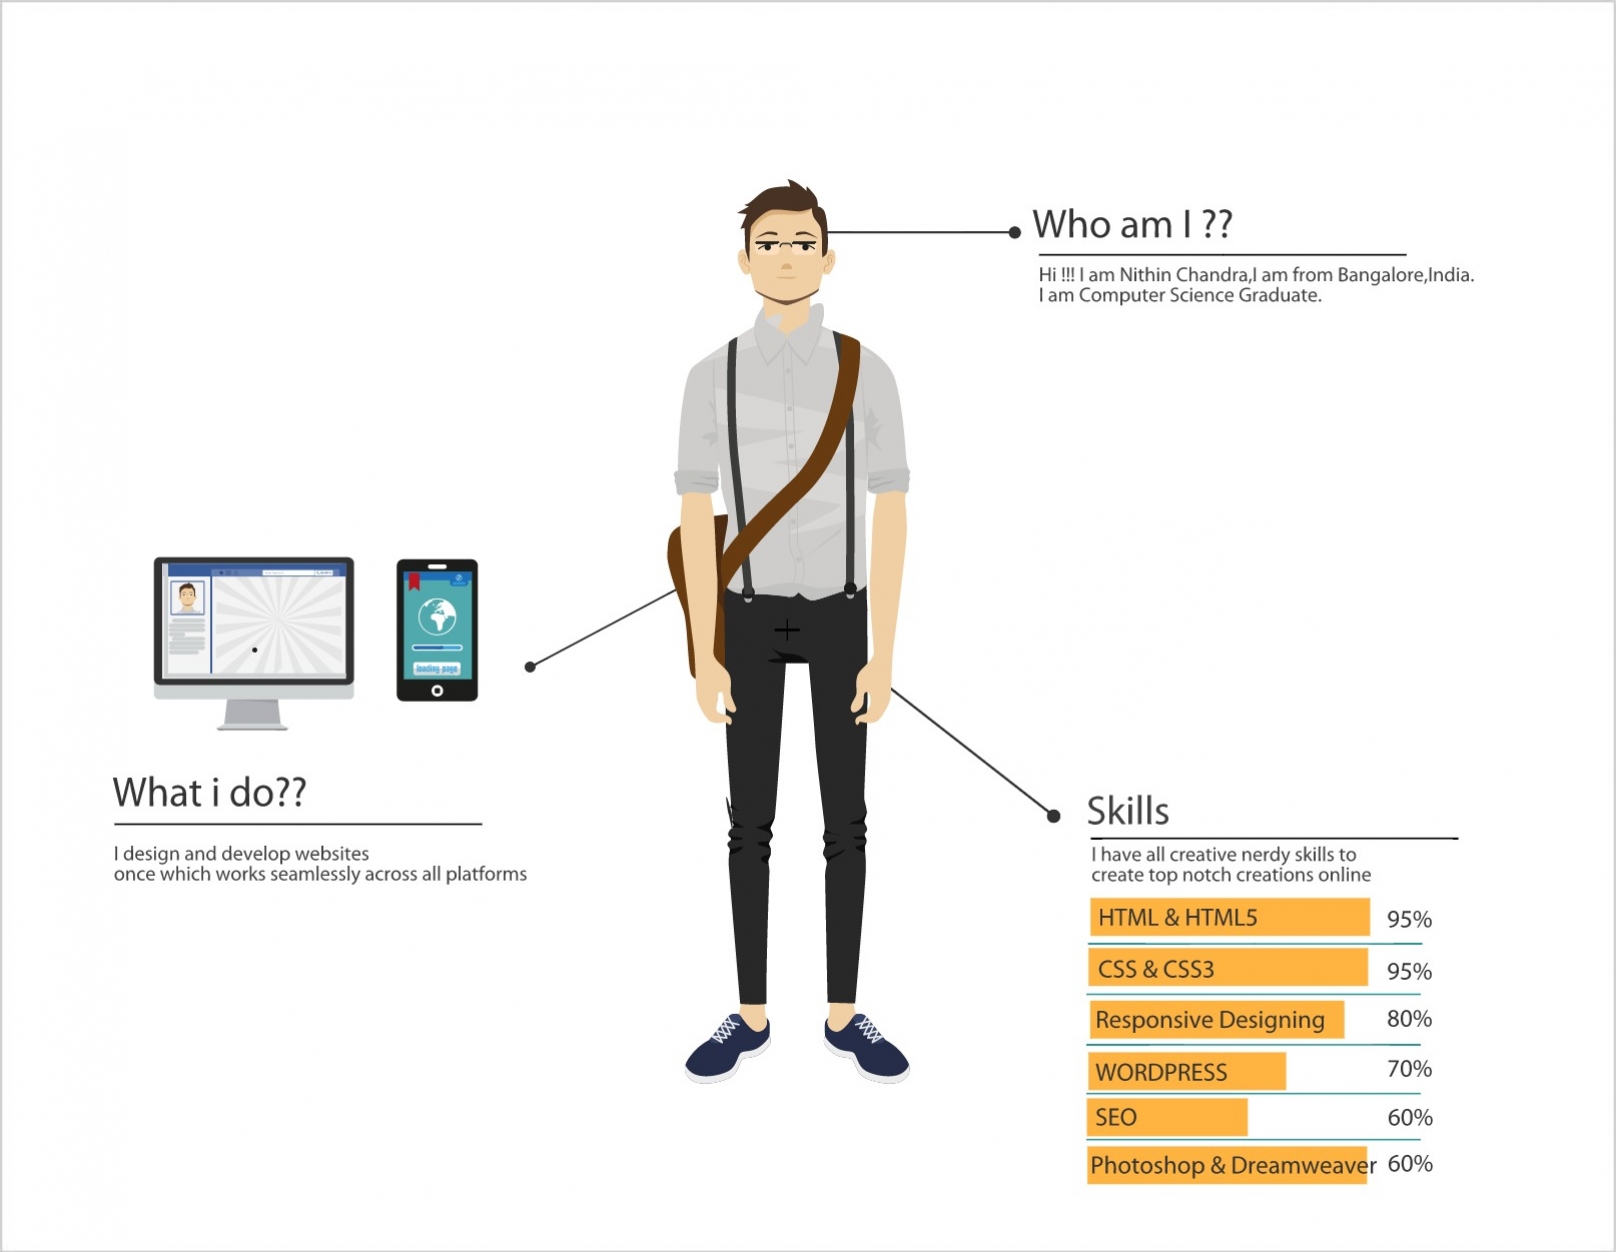 Who am I ??
Hi !!! I am Nithin Chandra,I am from Bangalore,India.
I am Computer Science Graduate.
loading page
What i do??
I design and develop websites
once which works seamlessly across all platforms
Skills
I have all creative nerdy skills to
create top notch creations online
HTML & HTML5 95%
CSS & CSS3 95%
Responsive Designing 80%
WORDPRESS 70%
SEO 60%
Photoshop & Dreamweaver 60%